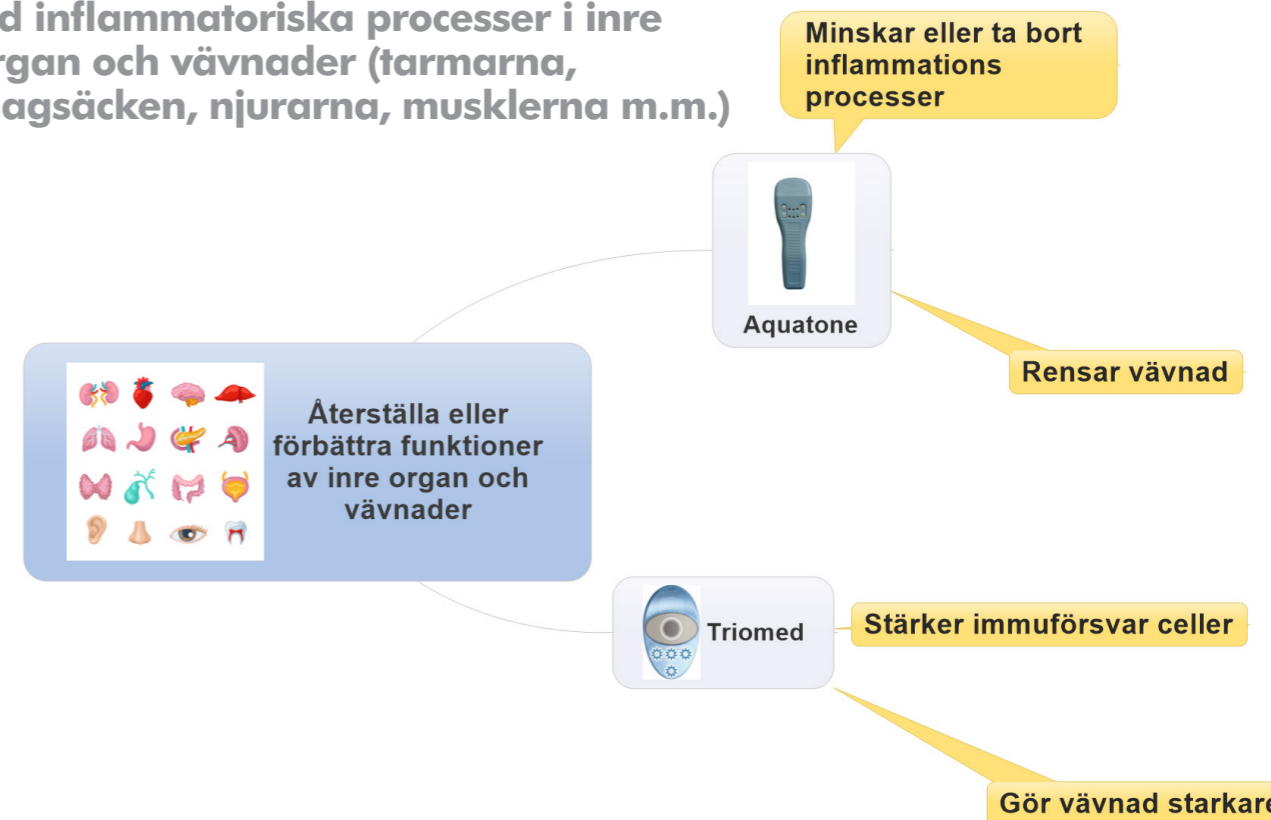 d inflammatoriska processer i inre
rgan och vävnader (tarmarna,
agsäcken, njurarna, musklerna m.m.)
Minskar eller ta bort
inflammations
processer
Aquatone
Rensar vävnad
Återställa eller
förbättra funktioner
av inre organ och
vävnader
Triomed
Stärker immuförsvar celler
Gör vävnad starkare